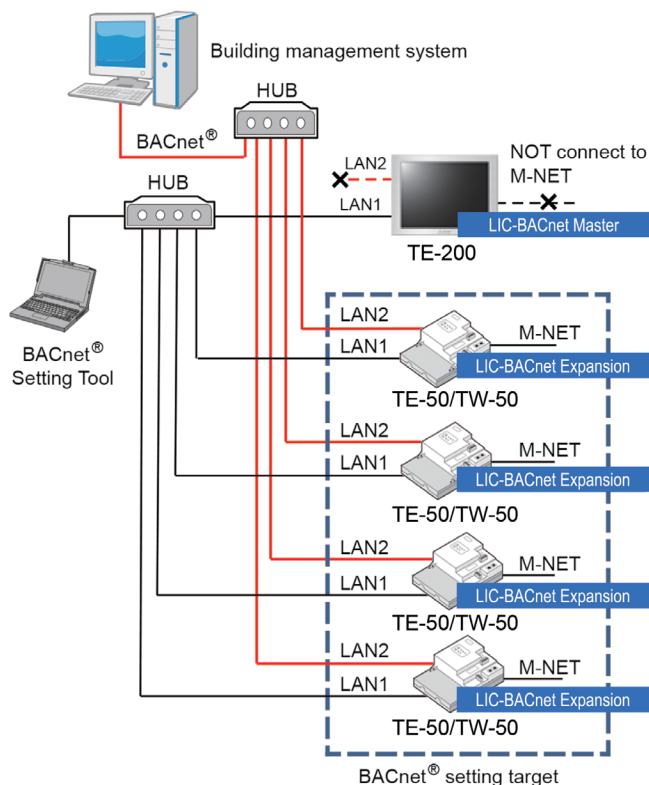 Building management system
HUB
BACnet®
LAN2
NOT connect to
M-NET
HUB
LAN1
LIC-BACnet Master
TE-200
BACnet®
Setting Tool
LAN2
M-NET
LAN1
LIC-BACnet Expansion
TE-50/TW-50
LAN2
M-NET
LAN1
LIC-BACnet Expansion
TE-50/TW-50
LAN2
M-NET
LAN1
LIC-BACnet Expansion
TE-50/TW-50
LAN2
M-NET
LAN1
LIC-BACnet Expansion
TE-50/TW-50
BACnet® setting target